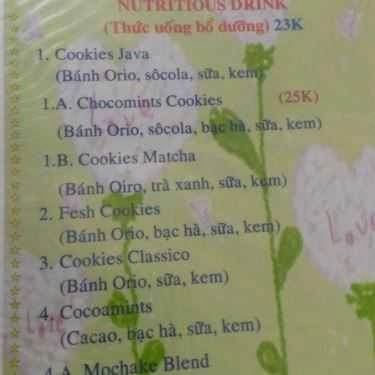 NUTRITIOUS DRINK
(Thức uống bổ dưỡng) 23K
1. Cookies Java
(Bánh Orio, sôcola, sữa, kem)
1.A. Chocomints Cookies (25K)
(Bánh Orio, sôcola, bạc hà, sữa, kem)
1.B. Cookies Matcha
(Bánh Oiro, trà xanh, sữa, kem)
2. Fesh Cookies
(Bánh Orio, bạc hà, sữa, kem)
3. Cookies Classico
(Bánh Orio, sữa, kem)
4. Cocoamints
(Cacao, bạc hà, sữa, kem)
4.A. Mochake Blend
Love
Love
Love